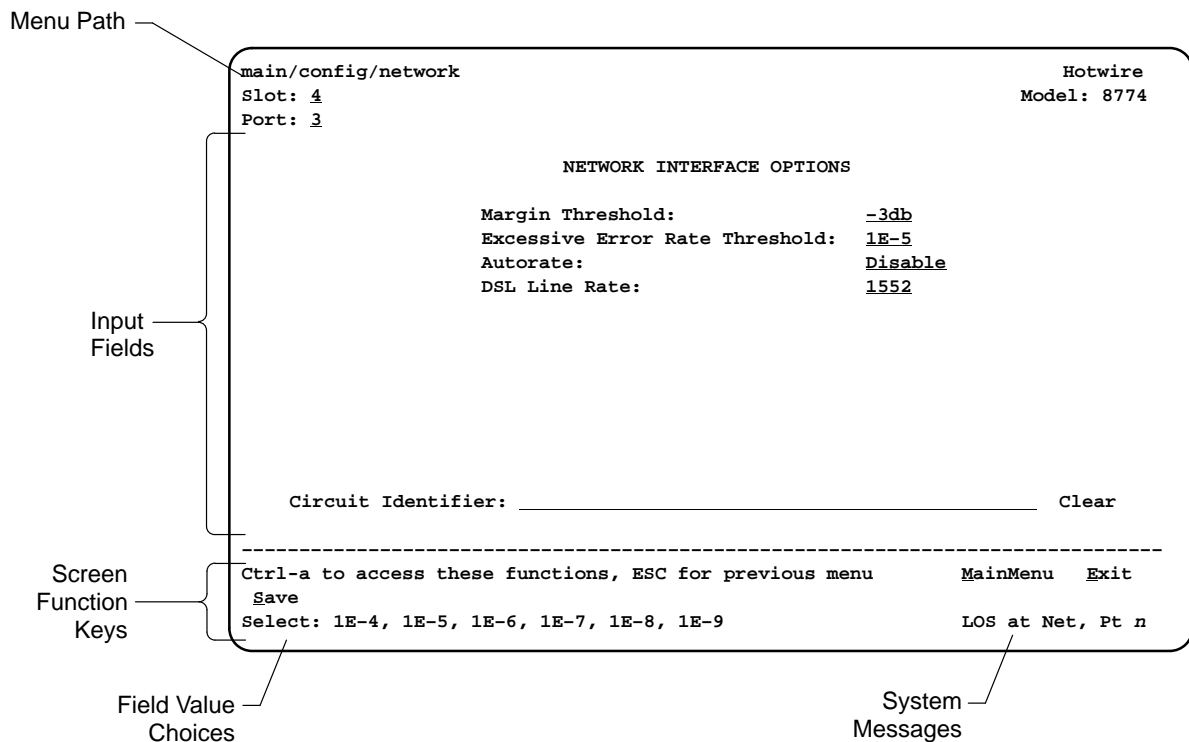 Menu Path
main/config/network Hotwire
Slot: 4 Model: 8774
Port: 3
NETWORK INTERFACE OPTIONS
Margin Threshold: -3db
Excessive Error Rate Threshold: 1E-5
Autorate: Disable
DSL Line Rate: 1552
Input
Fields
Circuit Identifier: Clear
Screen
Function
Keys
Ctrl-a to access these functions, ESC for previous menu MainMenu Exit
Save
Select: 1E-4, 1E-5, 1E-6, 1E-7, 1E-8, 1E-9 LOS at Net, Pt n
Field Value
Choices
System
Messages